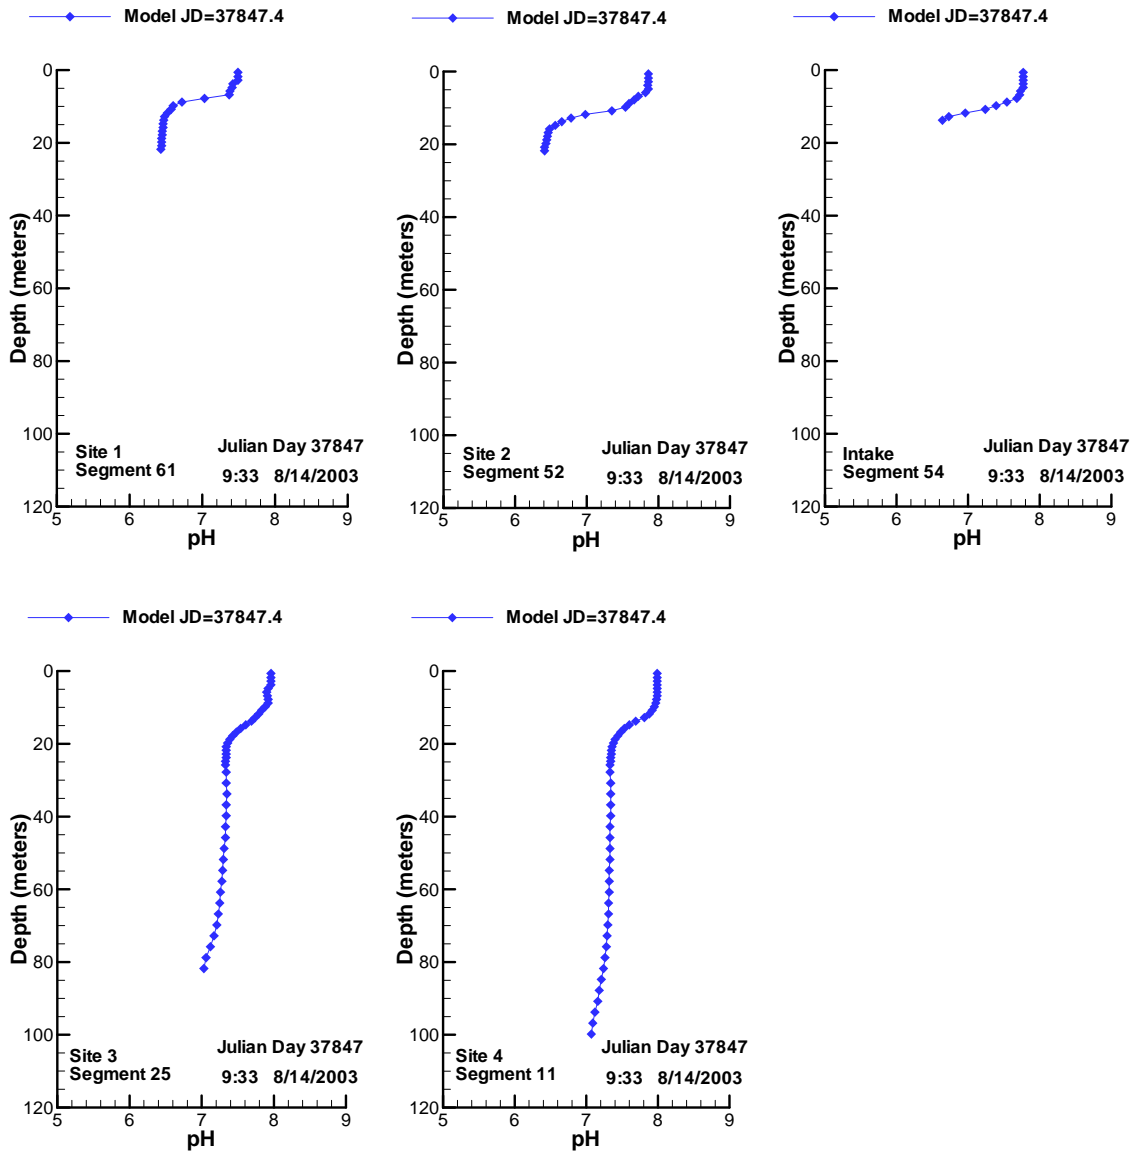 Model JD=37847.4
0
20
40
60
80
100
120
Depth (meters)
Site 1
Segment 61
Julian Day 37847
9:33 8/14/2003
5 6 7 8 9
pH
Model JD=37847.4
0
20
40
60
80
100
120
Depth (meters)
Site 2
Segment 52
Julian Day 37847
9:33 8/14/2003
5 6 7 8 9
pH
Model JD=37847.4
0
20
40
60
80
100
120
Depth (meters)
Intake
Segment 54
Julian Day 37847
9:33 8/14/2003
5 6 7 8 9
pH
Model JD=37847.4
0
20
40
60
80
100
120
Depth (meters)
Site 3
Segment 25
Julian Day 37847
9:33 8/14/2003
5 6 7 8 9
pH
Model JD=37847.4
0
20
40
60
80
100
120
Depth (meters)
Site 4
Segment 11
Julian Day 37847
9:33 8/14/2003
5 6 7 8 9
pH